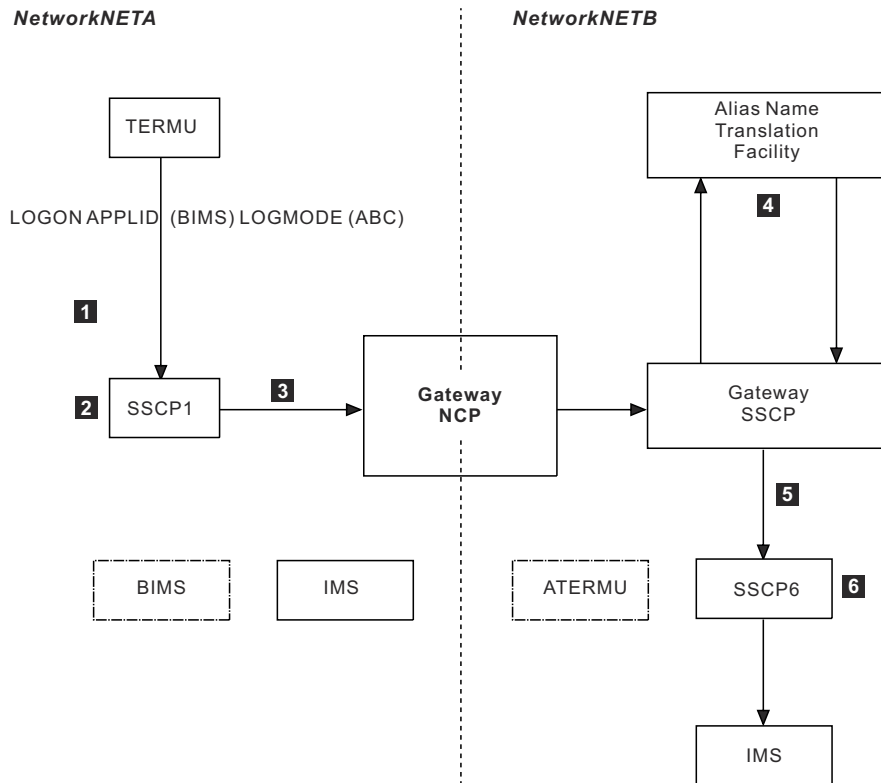 NetworkNETA
NetworkNETB
TERMU
Alias Name
Translation
Facility
LOGON APPLID (BIMS) LOGMODE (ABC)
4
1
2
SSCP1
3
Gateway
NCP
Gateway
SSCP
5
BIMS
IMS
ATERMU
SSCP6
6
IMS